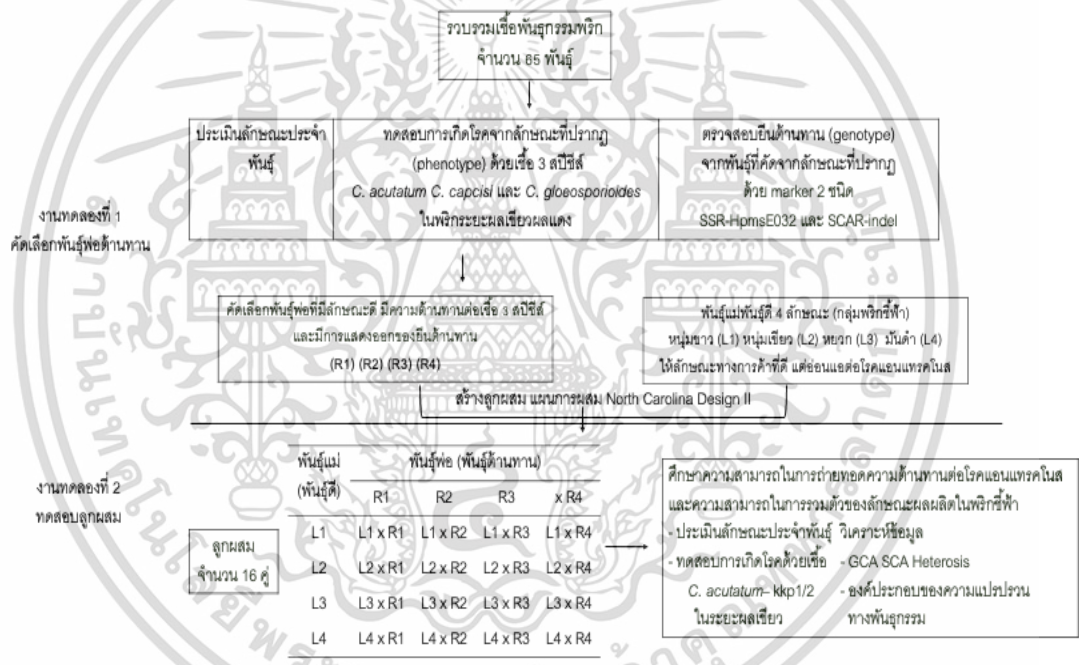 รวบรวมเชื้อพันธุกรรมพริก
จำนวน 85 พันธุ์
ประเมินลักษณะประจำ
พันธุ์
ทดสอบการเกิดโรคจากลักษณะที่ปรากฏ
(phenotype) ด้วยเชื้อ 3 สปีชีส์
C. acutatum C. capcisi และ C. gloeosporioides
ในพริกระยะผลเขียวผลแดง
ตรวจสอบยีนต้านทาน (genotype)
จากพันธุ์ที่คัดจากลักษณะที่ปรากฏ
ด้วย marker 2 ชนิด
SSR-HpmsE032 และ SCAR-Indel
งานทดลองที่ 1
คัดเลือกพันธุ์พ่อต้านทาน
คัดเลือกพันธุ์พ่อที่มีลักษณะดี มีความต้านทานต่อเชื้อ 3 สปีชีส์
และมีการแสดงออกของยีนต้านทาน
(R1) (R2) (R3) (R4)
พันธุ์แม่พันธุ์ดี 4 ลักษณะ (กลุ่มพริกชี้ฟ้า)
หนุ่มขาว (L1) หนุ่มเขียว (L2) หยวก (L3) มันดำ (L4)
ให้ลักษณะทางการค้าที่ดี แต่อ่อนแอต่อโรคแอนแทรคโนส
สร้างลูกผสม แผนการผสม North Carolina Design II
งานทดลองที่ 2
ทดสอบลูกผสม
ลูกผสม
จำนวน 16 คู่
พันธุ์แม่ พันธุ์พ่อ (พันธุ์ต้านทาน)
(พันธุ์ดี) R1 R2 R3 x R4
L1 L1 x R1 L1 x R2 L1 x R3 L1 x R4
L2 L2 x R1 L2 x R2 L2 x R3 L2 x R4
L3 L3 x R1 L3 x R2 L3 x R3 L3 x R4
L4 L4 x R1 L4 x R2 L4 x R3 L4 x R4
ศึกษาความสามารถในการถ่ายทอดความต้านทานต่อโรคแอนแทรคโนส
และความสามารถในการรวมตัวของลักษณะผลผลิตในพริกชี้ฟ้า
- ประเมินลักษณะประจำพันธุ์ วิเคราะห์ข้อมูล
- ทดสอบการเกิดโรคด้วยเชื้อ - GCA SCA Heterosis
C. acutatum– kkp1/2 - องค์ประกอบของความแปรปรวน
ในระยะผลเขียว ทางพันธุกรรม